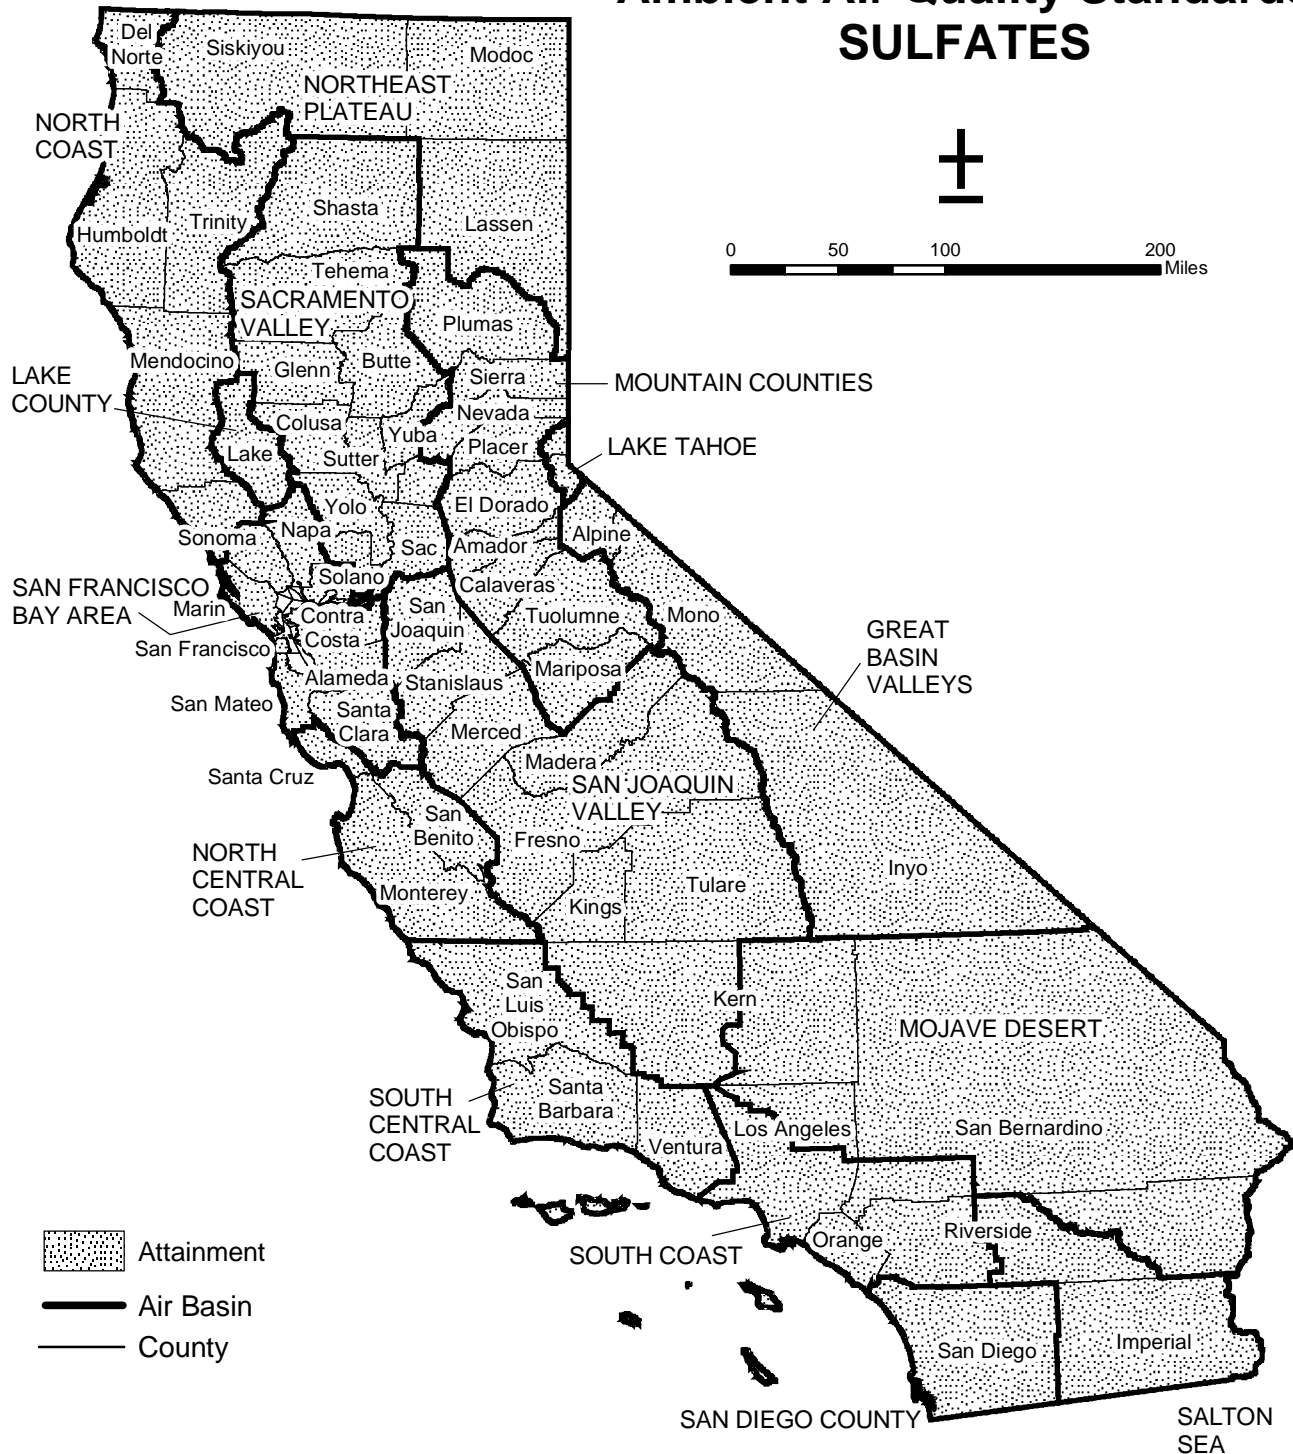 Ambient Air Quality Standards
SULFATES
Del
Norte
Siskiyou
Modoc
NORTHEAST
PLATEAU
NORTH
COAST
Shasta
Trinity
Humboldt
Lassen
0 50 100 200
Miles
Tehema
SACRAMENTO
VALLEY
Plumas
Mendocino
Glenn
Butte
Sierra
MOUNTAIN COUNTIES
LAKE
COUNTY
Nevada
Colusa
Yuba
Placer
LAKE TAHOE
Lake
Sutter
Yolo
El Dorado
Napa
Sonoma
Sac
Amador
Alpine
Solano
Calaveras
SAN FRANCISCO
BAY AREA
Marin
Contra
Costa
San
Joaquin
Tuolumne
Mono
San Francisco
GREAT
BASIN
VALLEYS
Alameda
Stanislaus
Mariposa
San Mateo
Santa
Clara
Merced
Madera
Santa Cruz
SAN JOAQUIN
VALLEY
San
Benito
Fresno
NORTH
CENTRAL
COAST
Monterey
Kings
Tulare
Inyo
San
Luis
Obispo
Kern
MOJAVE DESERT
SOUTH
CENTRAL
COAST
Santa
Barbara
Ventura
Los Angeles
San Bernardino
SOUTH COAST
Orange
Riverside
Attainment
Air Basin
County
San Diego
Imperial
SAN DIEGO COUNTY
SALTON
SEA